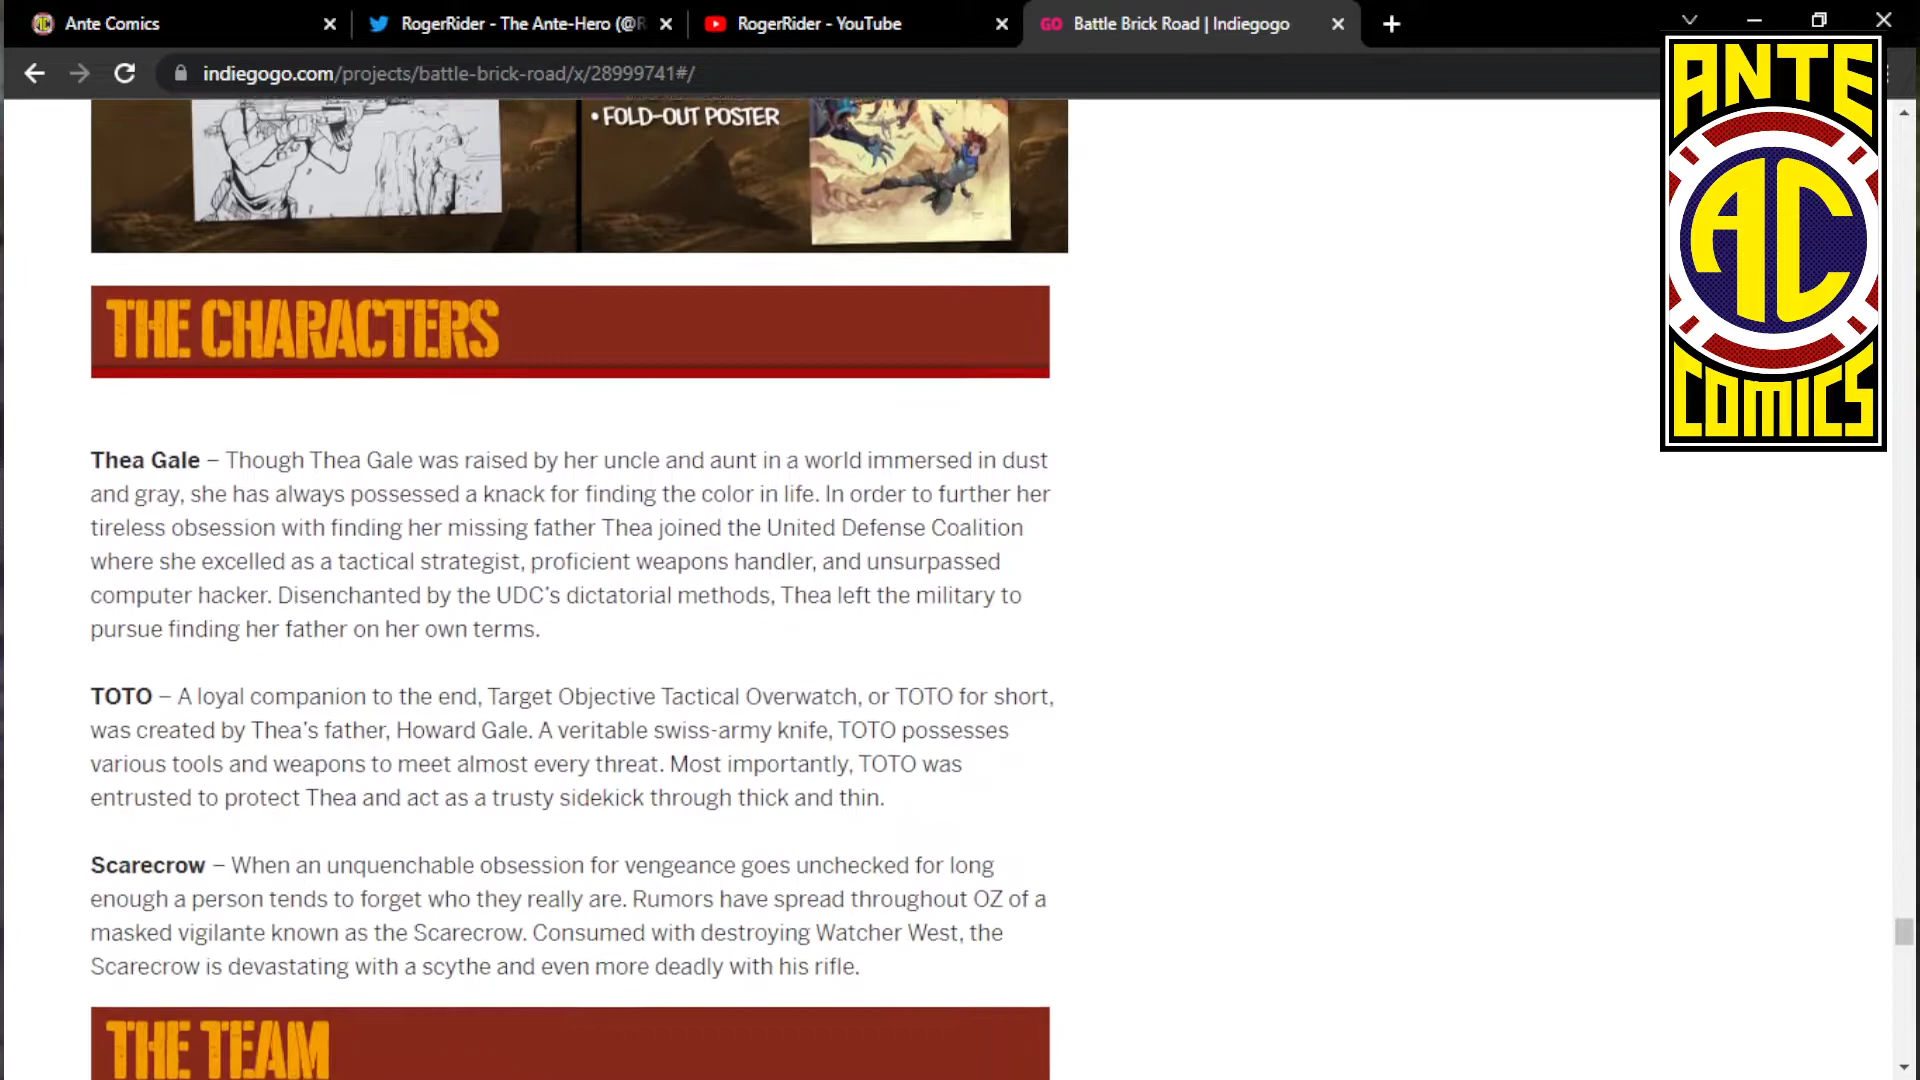 Ante Comics
RogerRider - The Ante-Hero (@R
RogerRider - YouTube
GO Battle Brick Road | Indiegogo
indiegogo.com/projects/battle-brick-road/x/28999741#/
ANTE
AC
COMICS
• FOLD-OUT POSTER
THE CHARACTERS
Thea Gale – Though Thea Gale was raised by her uncle and aunt in a world immersed in dust
and gray, she has always possessed a knack for finding the color in life. In order to further her
tireless obsession with finding her missing father Thea joined the United Defense Coalition
where she excelled as a tactical strategist, proficient weapons handler, and unsurpassed
computer hacker. Disenchanted by the UDC's dictatorial methods, Thea left the military to
pursue finding her father on her own terms.
TOTO – A loyal companion to the end, Target Objective Tactical Overwatch, or TOTO for short,
was created by Thea's father, Howard Gale. A veritable swiss-army knife, TOTO possesses
various tools and weapons to meet almost every threat. Most importantly, TOTO was
entrusted to protect Thea and act as a trusty sidekick through thick and thin.
Scarecrow – When an unquenchable obsession for vengeance goes unchecked for long
enough a person tends to forget who they really are. Rumors have spread throughout OZ of a
masked vigilante known as the Scarecrow. Consumed with destroying Watcher West, the
Scarecrow is devastating with a scythe and even more deadly with his rifle.
THE TEAM